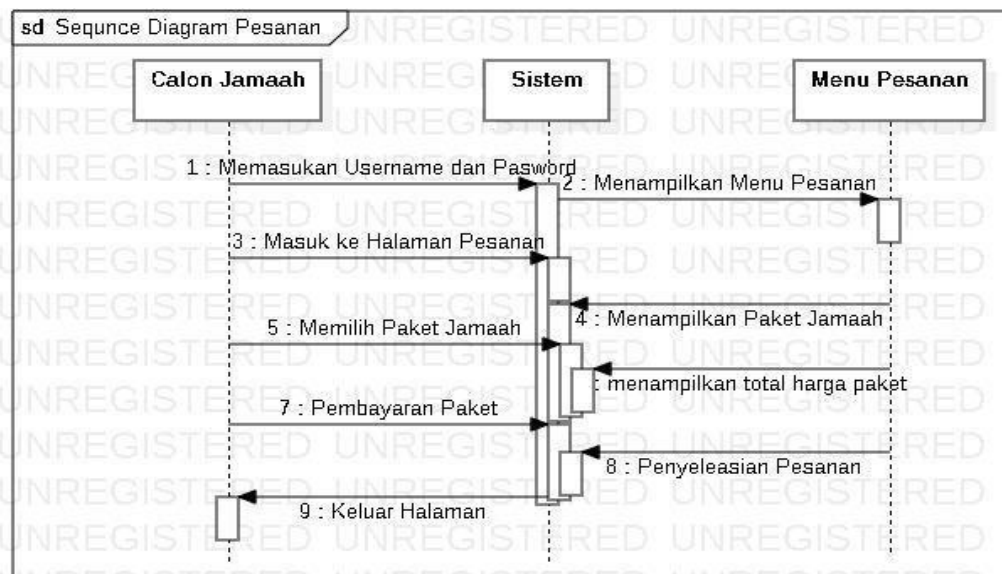 sd Sequnce Diagram Pesanan
Calon Jamaah
Sistem
Menu Pesanan
1 : Memasukan Username dan Pasword
2 : Menampilkan Menu Pesanan
3 : Masuk ke Halaman Pesanan
4 : Menampilkan Paket Jamaah
5 : Memilih Paket Jamaah
: menampilkan total harga paket
7 : Pembayaran Paket
8 : Penyeleasian Pesanan
9 : Keluar Halaman
UNREGISTERED